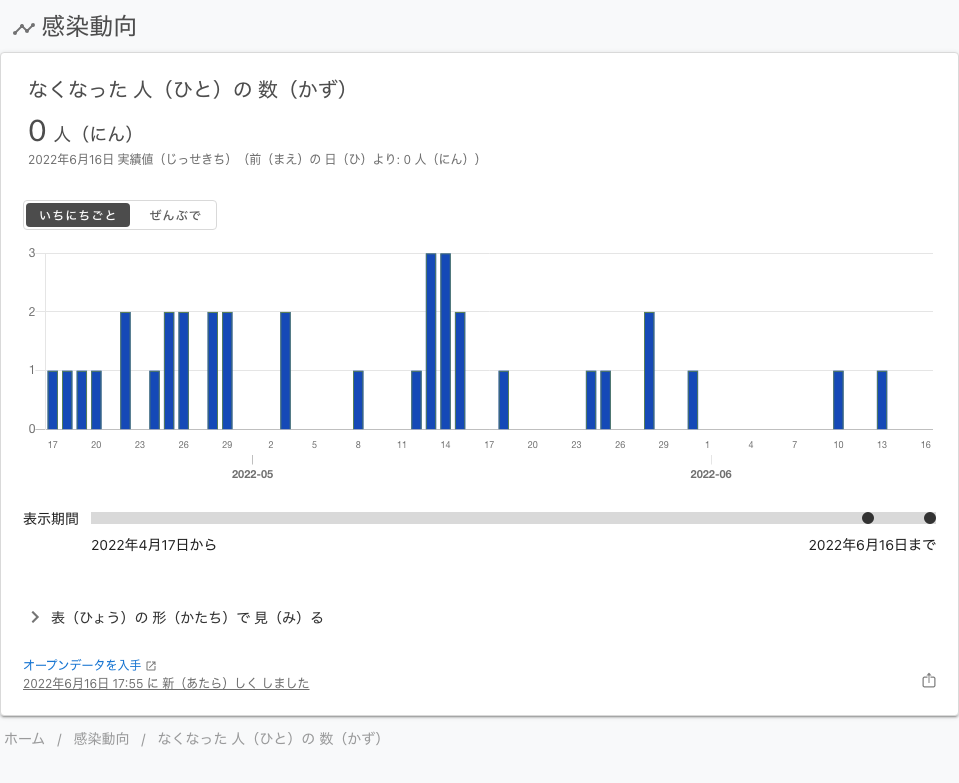 感染動向
なくなった 人（ひと）の 数（かず）
0 人（にん）
2022年6月16日 実績値（じっせきち）（前（まえ）の 日（ひ）より: 0 人（にん））
いちにちごと ぜんぶで
3
2
1
0
17 20 23 26 29 2 5 8 11 14 17 20 23 26 29 1 4 7 10 13 16
2022-05 2022-06
表示期間
2022年4月17日から 2022年6月16日まで
表（ひょう）の 形（かたち）で 見（み）る
オープンデータを入手
2022年6月16日 17:55 に 新（あたら）しく しました
ホーム / 感染動向 / なくなった 人（ひと）の 数（かず）